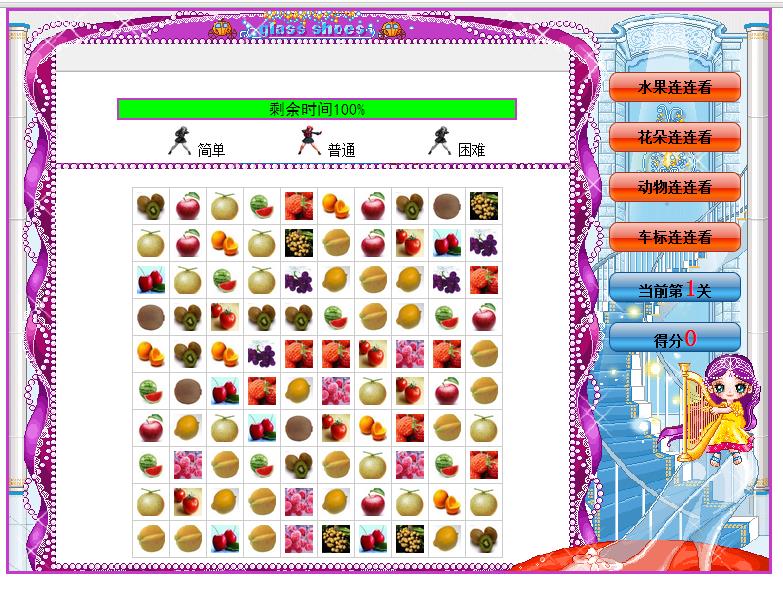 glass shoes
剩余时间100%
简单
普通
困难
水果连连看
花朵连连看
动物连连看
车标连连看
当前第1关
得分0